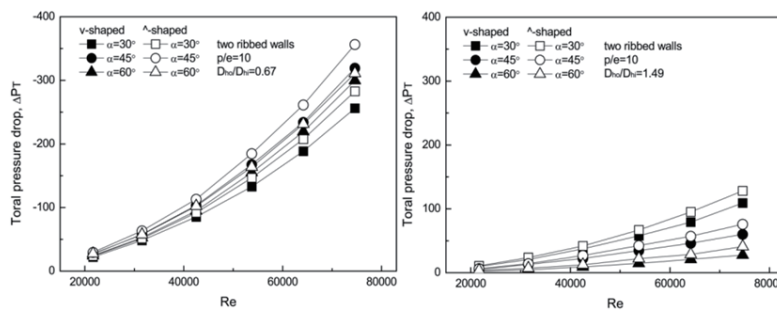 -400
-300
-200
-100
0
20000 40000 60000 80000
Re
Toral pressure drop, ΔPT
v-shaped ^-shaped
α=30° α=30° two ribbed walls
α=45° α=45° p/e=10
α=60° α=60° Dho/Dhi=0.67
400
300
200
100
0
20000 40000 60000 8000
Re
Toral pressure drop, ΔPT
v-shaped ^-shaped
α=30° α=30° two ribbed walls
α=45° α=45° p/e=10
α=60° α=60° Dho/Dhi=1.49